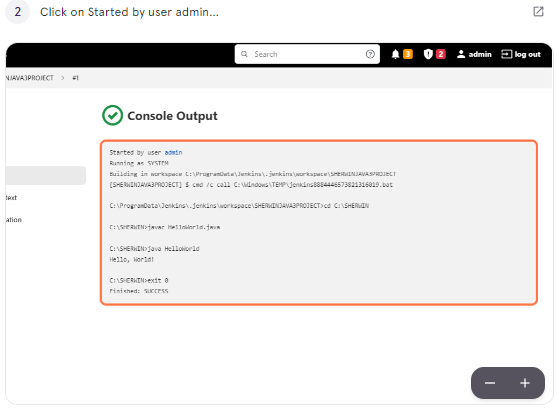 2 Click on Started by user admin...
Search 3 2 admin log out
NJAVA3PROJECT > #1
Console Output
Started by user admin
Running as SYSTEM
Building in workspace C:\ProgramData\Jenkins\.jenkins\workspace\SHERWINJAVA3PROJECT
[SHERWINJAVA3PROJECT] $ cmd /c call C:\Windows\TEMP\jenkins8884446573821316019.bat
C:\ProgramData\Jenkins\.jenkins\workspace\SHERWINJAVA3PROJECT>cd C:\SHERWIN
text
C:\SHERWIN>javac HelloWorld.java
ation
C:\SHERWIN>java HelloWorld
Hello, World!
C:\SHERWIN>exit 0
Finished: SUCCESS